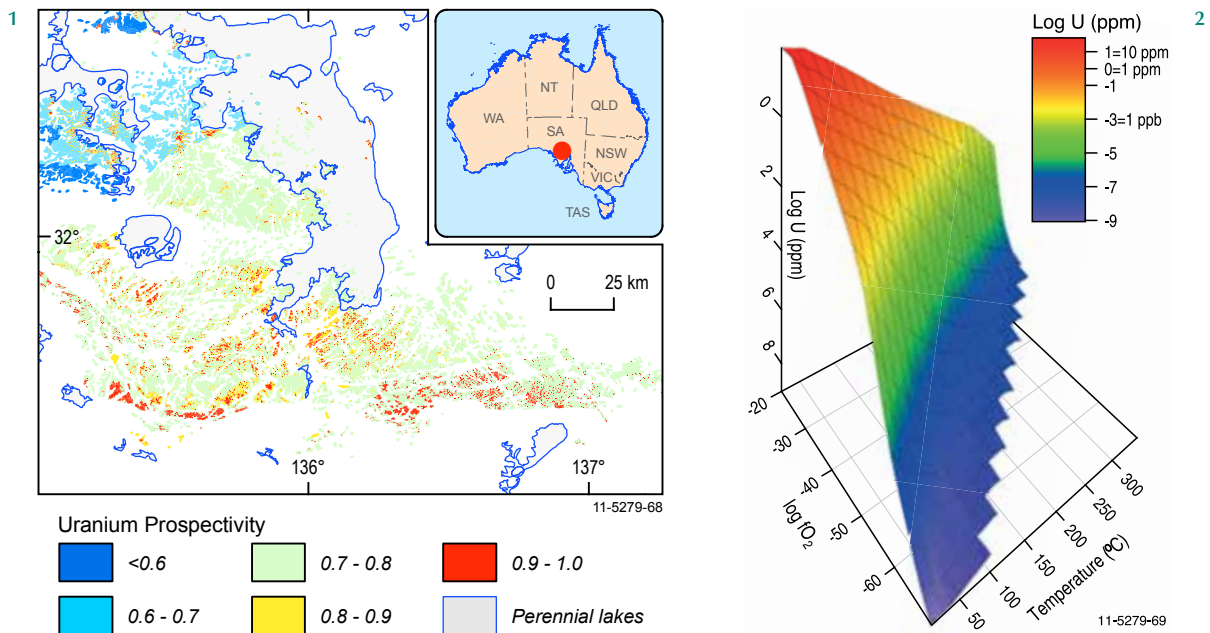 1
WA
NT
QLD
SA
NSW
VIC
TAS
32°
0 25 km
136°
137°
11-5279-68
Uranium Prospectivity
<0.6
0.7 - 0.8
0.9 - 1.0
0.6 - 0.7
0.8 - 0.9
Perennial lakes
2
Log U (ppm)
1=10 ppm
0=1 ppm
-1
-3=1 ppb
-5
-7
-9
Log U (ppm)
0
2
4
6
8
-20
-30
-40
-50
-60
log fO₂
50
100
150
200
250
300
Temperature (°C)
11-5279-69